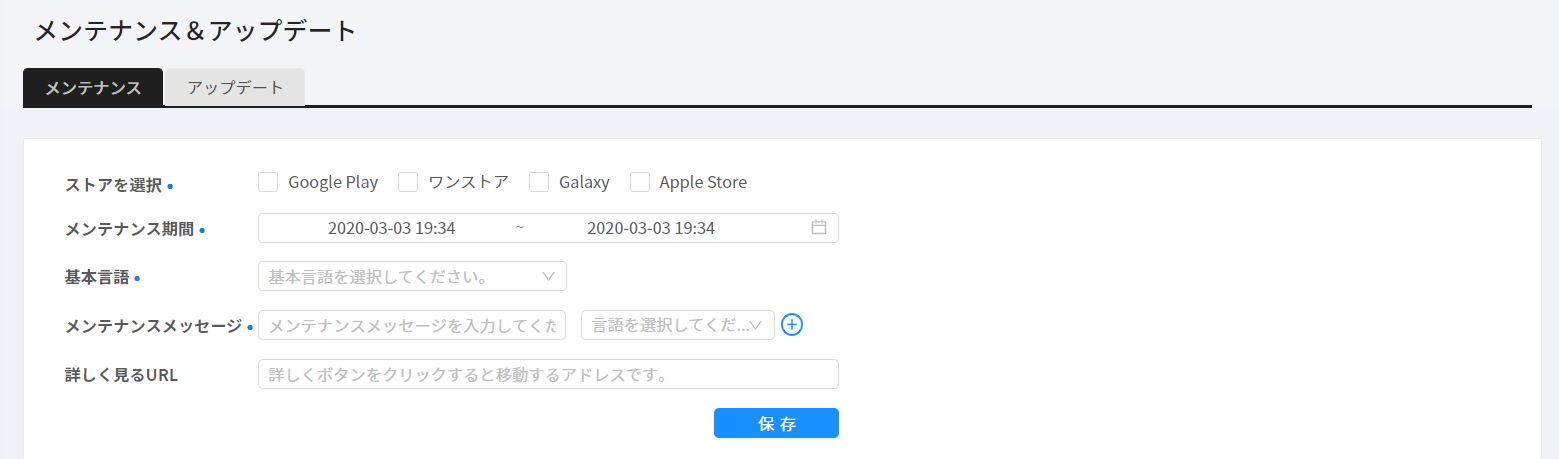 メンテナンス＆アップデート
メンテナンス アップデート
ストアを選択 Google Play ワンストア Galaxy Apple Store
メンテナンス期間 2020-03-03 19:34 ~ 2020-03-03 19:34
基本言語 基本言語を選択してください。
メンテナンスメッセージ メンテナンスメッセージを入力してくた 言語を選択してくだ...
詳しく見るURL 詳しくボタンをクリックすると移動するアドレスです。
保存